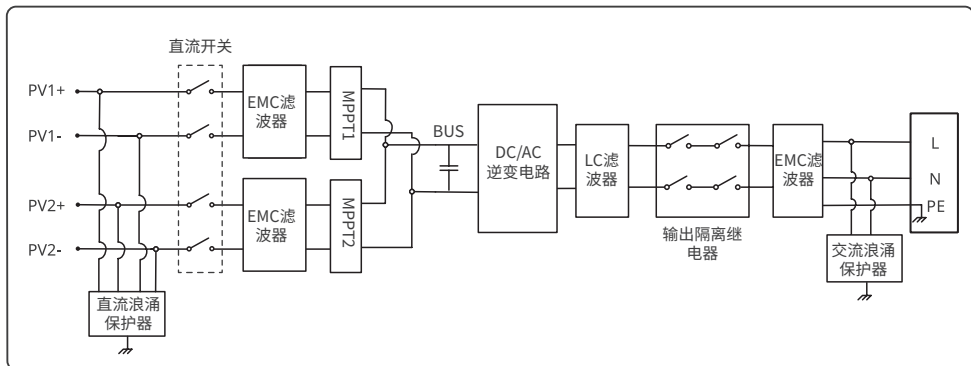 直流开关
PV1+
PV1-
PV2+
PV2-
EMC滤
波器
MPPT1
EMC滤
波器
MPPT2
直流浪涌
保护器
BUS
DC/AC
逆变电路
LC滤
波器
输出隔离继
电器
EMC滤
波器
L
N
PE
交流浪涌
保护器